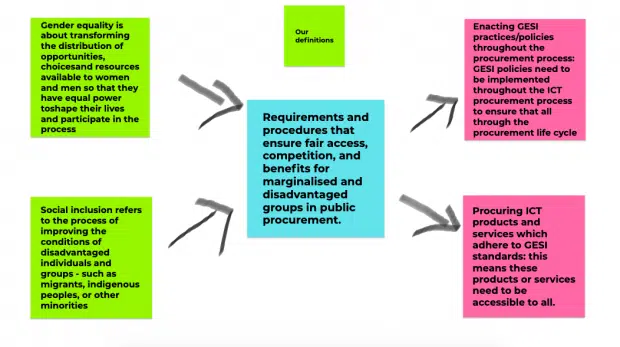 Gender equality is
about transforming
the distribution of
opportunities,
choicesand resources
available to women
and men so that they
have equal power
toshape their lives
and participate in the
process
Our
definitions
Enacting GESI
practices/policies
throughout the
procurement process:
GESI policies need to
be implemented
throughout the ICT
procurement process
to ensure that all
through the
procurement life cycle
Requirements and
procedures that
ensure fair access,
competition, and
benefits for
marginalised and
disadvantaged
groups in public
procurement.
Social inclusion refers
to the process of
improving the
conditions of
disadvantaged
individuals and
groups - such as
migrants, indigenous
peoples, or other
minorities
Procuring ICT
products and
services which
adhere to GESI
standards: this
means these
products or services
need to be
accessible to all.